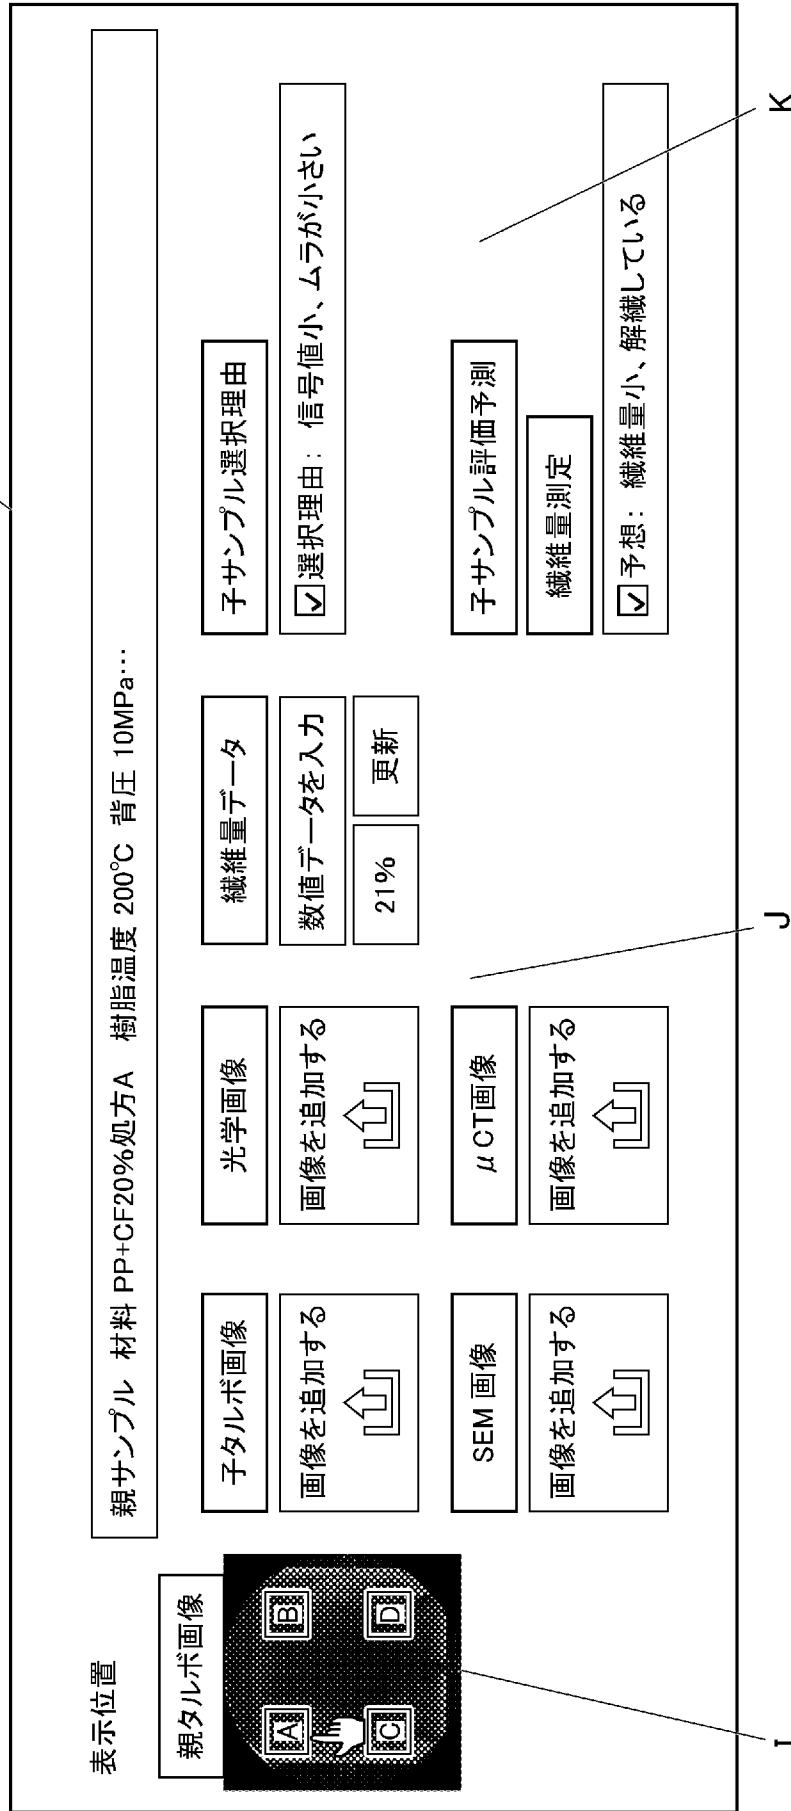 表示位置
親サンプル 材料 PP+CF20%処方A 樹脂温度 200℃ 背圧 10MPa…
親タルボ画像
A
B
C
D
子タルボ画像
画像を追加する
光学画像
画像を追加する
繊維量データ
数値データを入力
21%
更新
子サンプル選択理由
選択理由: 信号値小、ムラが小さい
SEM 画像
画像を追加する
μCT画像
画像を追加する
子サンプル評価予測
繊維量測定
予想: 繊維量小、解繊している
I
J
K